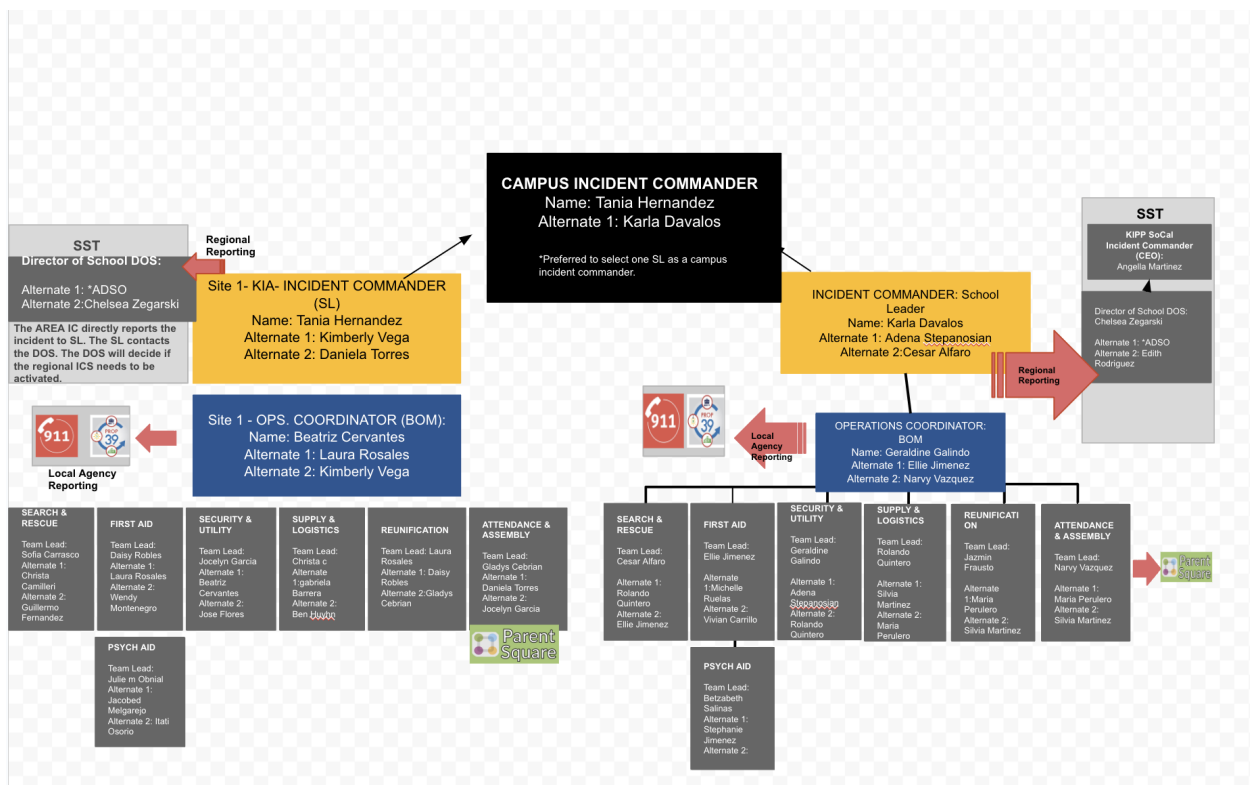 CAMPUS INCIDENT COMMANDER
Name: Tania Hernandez
Alternate 1: Karla Davalos
*Preferred to select one SL as a campus
incident commander.
SST
Director of School DOS:
Alternate 1: *ADSO
Alternate 2:Chelsea Zegarski
The AREA IC directly reports the
incident to SL. The SL contacts
the DOS. The DOS will decide if
the regional ICS needs to be
activated.
Regional
Reporting
Site 1- KIA- INCIDENT COMMANDER
(SL)
Name: Tania Hernandez
Alternate 1: Kimberly Vega
Alternate 2: Daniela Torres
911
PROP
39
Local Agency
Reporting
Site 1 - OPS. COORDINATOR (BOM):
Name: Beatriz Cervantes
Alternate 1: Laura Rosales
Alternate 2: Kimberly Vega
SEARCH &
RESCUE
Team Lead:
Sofia Carrasco
Alternate 1:
Christa
Camilleri
Alternate 2:
Guillermo
Fernandez
FIRST AID
Team Lead:
Daisy Robles
Alternate 1:
Laura Rosales
Alternate 2:
Wendy
Montenegro
SECURITY &
UTILITY
Team Lead:
Jocelyn Garcia
Alternate 1:
Beatriz
Cervantes
Alternate 2:
Jose Flores
SUPPLY &
LOGISTICS
Team Lead:
Christa c
Alternate
1:gabriela
Barrera
Alternate 2:
Ben Huyhn
REUNIFICATION
Team Lead: Laura
Rosales
Alternate 1: Daisy
Robles
Alternate 2:Gladys
Cebrian
ATTENDANCE &
ASSEMBLY
Team Lead:
Gladys Cebrian
Alternate 1:
Daniela Torres
Alternate 2:
Jocelyn Garcia
Parent
Square
PSYCH AID
Team Lead:
Julie m Obnial
Alternate 1:
Jacobed
Melgarejo
Alternate 2: Itati
Osorio
INCIDENT COMMANDER: School
Leader
Name: Karla Davalos
Alternate 1: Adena Stepanosian
Alternate 2:Cesar Alfaro
Regional
Reporting
SST
KIPP SoCal
Incident Commander
(CEO):
Angella Martinez
Director of School DOS:
Chelsea Zegarski
Alternate 1: *ADSO
Alternate 2: Edith
Rodriguez
911
PROP
39
Local
Agency
Reporting
OPERATIONS COORDINATOR:
BOM
Name: Geraldine Galindo
Alternate 1: Ellie Jimenez
Alternate 2: Narvy Vazquez
SEARCH &
RESCUE
Team Lead:
Cesar Alfaro
Alternate 1:
Rolando
Quintero
Alternate 2:
Ellie Jimenez
FIRST AID
Team Lead:
Ellie Jimenez
Alternate
1:Michelle
Ruelas
Alternate 2:
Vivian Carrillo
SECURITY &
UTILITY
Team Lead:
Geraldine
Galindo
Alternate 1:
Adena
Stepanosian
Alternate 2:
Rolando
Quintero
SUPPLY &
LOGISTICS
Team Lead:
Rolando
Quintero
Alternate 1:
Silvia
Martinez
Alternate 2:
Maria
Perulero
REUNIFICATI
ON
Team Lead:
Jazmin
Frausto
Alternate
1:Maria
Perulero
Alternate 2:
Silvia Martinez
ATTENDANCE
& ASSEMBLY
Team Lead:
Narvy Vazquez
Alternate 1:
Maria Perulero
Alternate 2:
Silvia Martinez
Parent
Square
PSYCH AID
Team Lead:
Betzabeth
Salinas
Alternate 1:
Stephanie
Jimenez
Alternate 2: